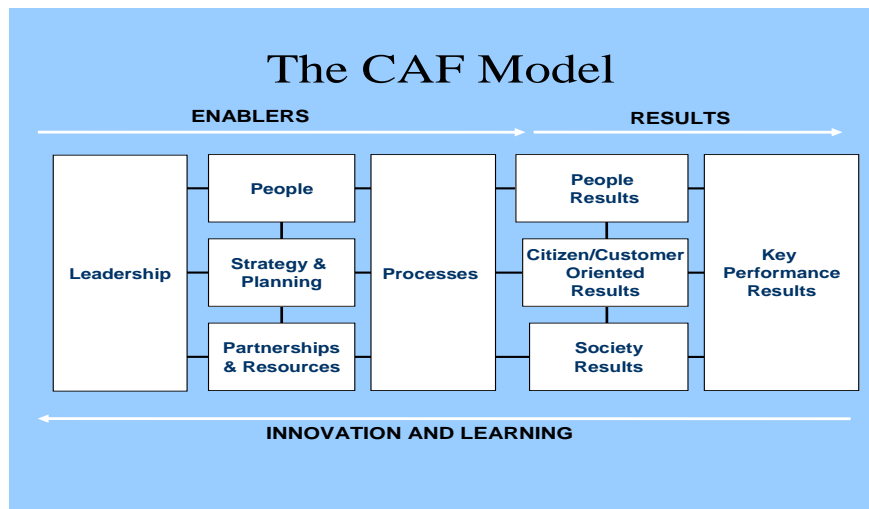 The CAF Model
ENABLERS
RESULTS
Leadership
People
Strategy &
Planning
Partnerships
& Resources
Processes
People
Results
Citizen/Customer
Oriented
Results
Society
Results
Key
Performance
Results
INNOVATION AND LEARNING